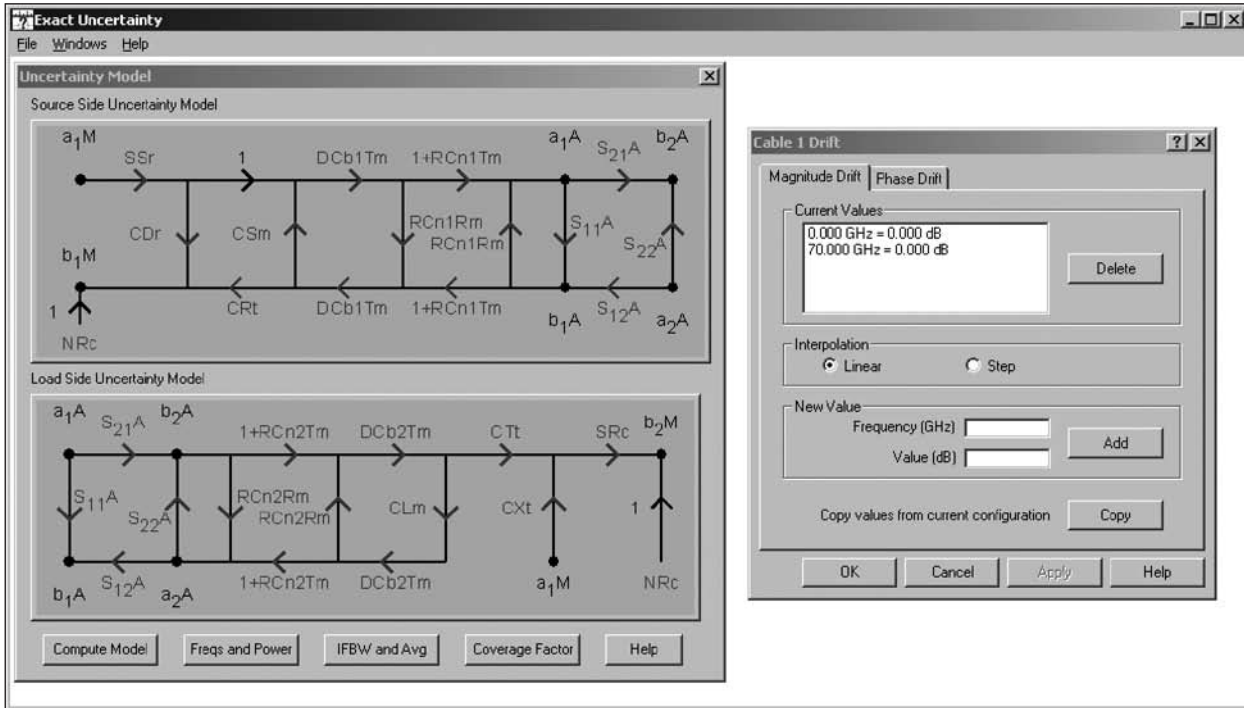 Exact Uncertainty
File Windows Help
Uncertainty Model
Source Side Uncertainty Model
a1M SSr 1 DCb1Tm 1+RCn1Tm a1A S21A b2A
CDr CSm RCn1Rm RCn1Rm S11A S22A
b1M
1 CRt DCb1Tm 1+RCn1Tm b1A S12A a2A
NRc
Load Side Uncertainty Model
a1A S21A b2A 1+RCn2Tm DCb2Tm CTt SRc b2M
S11A S22A RCn2Rm RCn2Rm CLm CXt 1
b1A S12A a2A 1+RCn2Tm DCb2Tm a1M NRc
Compute Model Freqs and Power IFBW and Avg Coverage Factor Help
Cable 1 Drift
Magnitude Drift Phase Drift
Current Values
0.000 GHz = 0.000 dB
70.000 GHz = 0.000 dB
Delete
Interpolation
Linear Step
New Value
Frequency (GHz)
Value (dB)
Add
Copy values from current configuration Copy
OK Cancel Apply Help